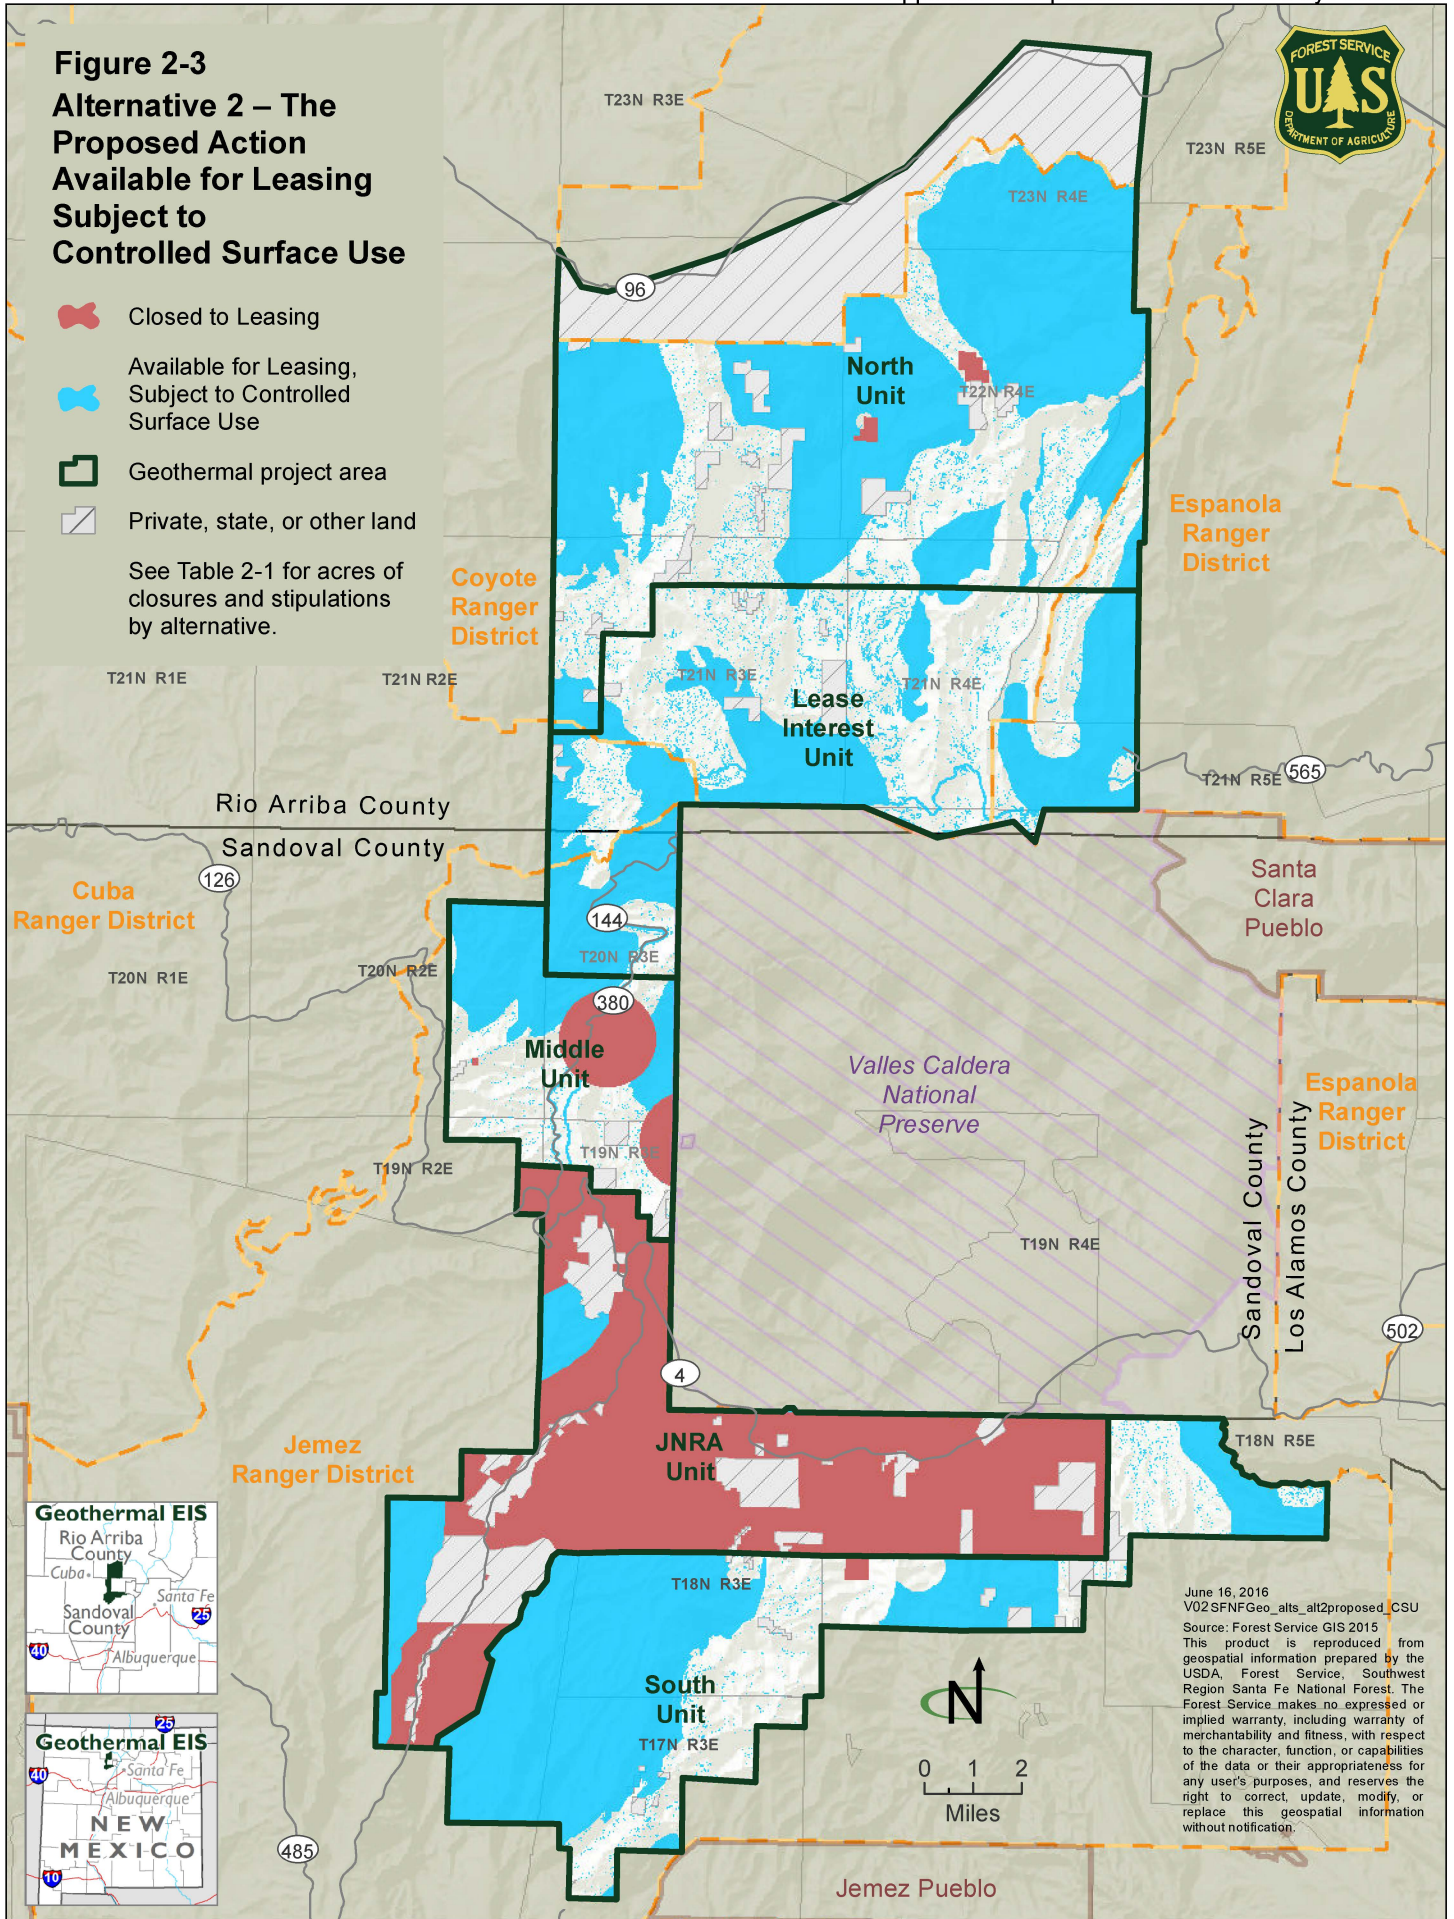 Figure 2-3
Alternative 2 – The
Proposed Action
Available for Leasing
Subject to
Controlled Surface Use
Closed to Leasing
Available for Leasing,
Subject to Controlled
Surface Use
Geothermal project area
Private, state, or other land
See Table 2-1 for acres of
closures and stipulations
by alternative.
FOREST SERVICE
U S
DEPARTMENT OF AGRICULTURE
T23N R3E
T23N R5E
T23N R4E
96
North
Unit
T22N R4E
Espanola
Ranger
District
Coyote
Ranger
District
T21N R1E
T21N R2E
T21N R3E
T21N R4E
Lease
Interest
Unit
T21N R5E
565
Rio Arriba County
Sandoval County
126
Cuba
Ranger District
Santa
Clara
Pueblo
144
T20N R1E
T20N R2E
T20N R3E
380
Middle
Unit
Valles Caldera
National
Preserve
Espanola
Ranger
District
T19N R2E
T19N R3E
T19N R4E
Sandoval County
Los Alamos County
502
4
JNRA
Unit
T18N R5E
Jemez
Ranger District
Geothermal EIS
Rio Arriba
County
Cuba
Santa Fe
Sandoval
County
25
40
Albuquerque
T18N R3E
South
Unit
T17N R3E
N
0 1 2
Miles
25
Geothermal EIS
40
Santa Fe
Albuquerque
NEW
MEXICO
10
485
Jemez Pueblo
June 16, 2016
V02SFNFGeo_alts_alt2proposed_CSU
Source: Forest Service GIS 2015
This product is reproduced from
geospatial information prepared by the
USDA, Forest Service, Southwest
Region Santa Fe National Forest. The
Forest Service makes no expressed or
implied warranty, including warranty of
merchantability and fitness, with respect
to the character, function, or capabilities
of the data or their appropriateness for
any user's purposes, and reserves the
right to correct, update, modify, or
replace this geospatial information
without notification.